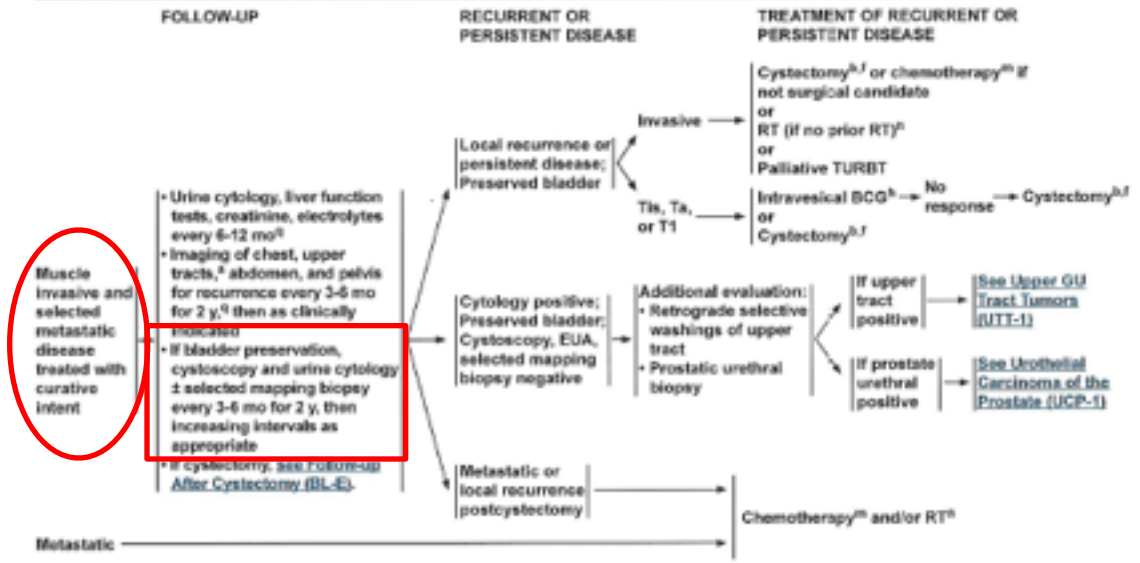 FOLLOW-UP
RECURRENT OR
PERSISTENT DISEASE
TREATMENT OF RECURRENT OR
PERSISTENT DISEASE
Muscle
invasive and
selected
metastatic
disease
treated with
curative
intent
• Urine cytology, liver function
tests, creatinine, electrolytes
every 6-12 mo^q
• Imaging of chest, upper
tracts,^a abdomen, and pelvis
for recurrence every 3-6 mo
for 2 y,^q then as clinically
indicated
• If bladder preservation,
cystoscopy and urine cytology
± selected mapping biopsy
every 3-6 mo for 2 y, then
increasing intervals as
appropriate
• If cystectomy, See Follow-up
After Cystectomy (BL-E).
Local recurrence or
persistent disease;
Preserved bladder
Invasive
Cystectomy^b,f or chemotherapy^m if
not surgical candidate
or
RT (if no prior RT)^n
or
Palliative TURBT
Tis, Ta,
or T1
Intravesical BCG^h
or
Cystectomy^b,f
No
response
Cystectomy^b,f
Cytology positive;
Preserved bladder;
Cystoscopy, EUA,
selected mapping
biopsy negative
Additional evaluation:
• Retrograde selective
washings of upper
tract
• Prostatic urethral
biopsy
If upper
tract
positive
See Upper GU
Tract Tumors
(UTT-1)
If prostate
urethral
positive
See Urothelial
Carcinoma of the
Prostate (UCP-1)
Metastatic or
local recurrence
postcystectomy
Chemotherapy^m and/or RT^n
Metastatic